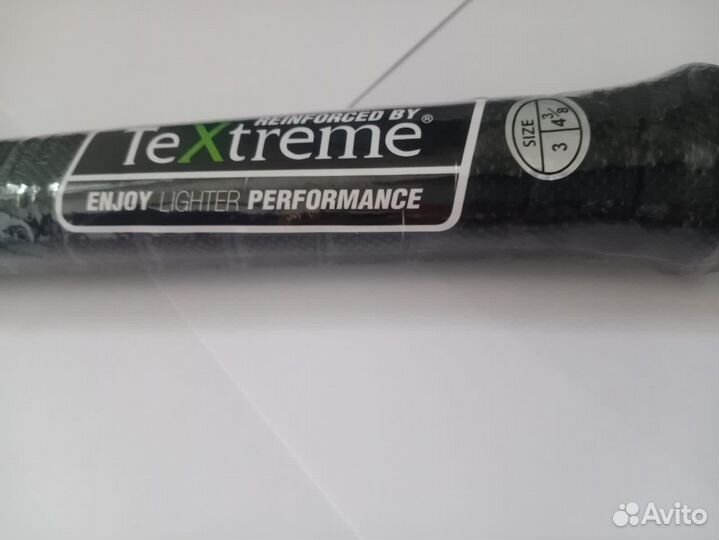 REINFORCED BY
TeXtreme®
ENJOY LIGHTER PERFORMANCE
SIZE
3
4 3/8
Avito